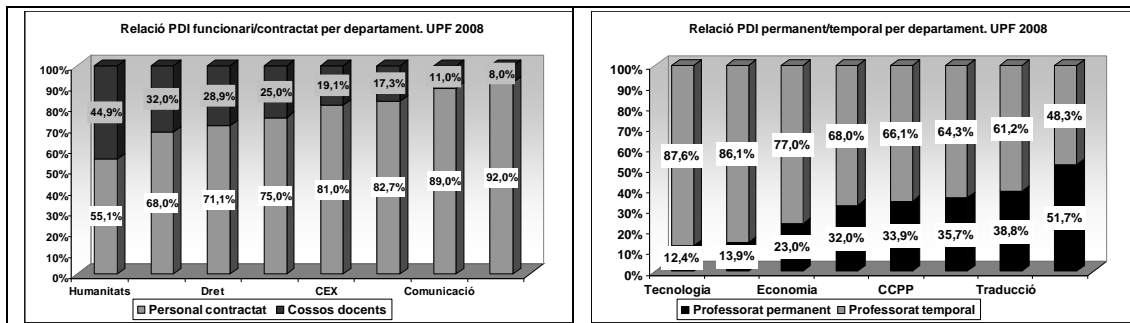 Relació PDI funcionari/contractat per departament. UPF 2008
100%
90%
80%
70%
60%
50%
40%
30%
20%
10%
0%
44,9% 32,0% 28,9% 25,0% 19,1% 17,3% 11,0% 8,0%
55,1% 68,0% 71,1% 75,0% 81,0% 82,7% 89,0% 92,0%
Humanitats Dret CEX Comunicació
Personal contractat Cossos docents
Relació PDI permanent/temporal per departament. UPF 2008
100%
90%
80%
70%
60%
50%
40%
30%
20%
10%
0%
87,6% 86,1% 77,0% 68,0% 66,1% 64,3% 61,2% 48,3%
12,4% 13,9% 23,0% 32,0% 33,9% 35,7% 38,8% 51,7%
Tecnologia Economia CCPP Traducció
Professorat permanent Professorat temporal